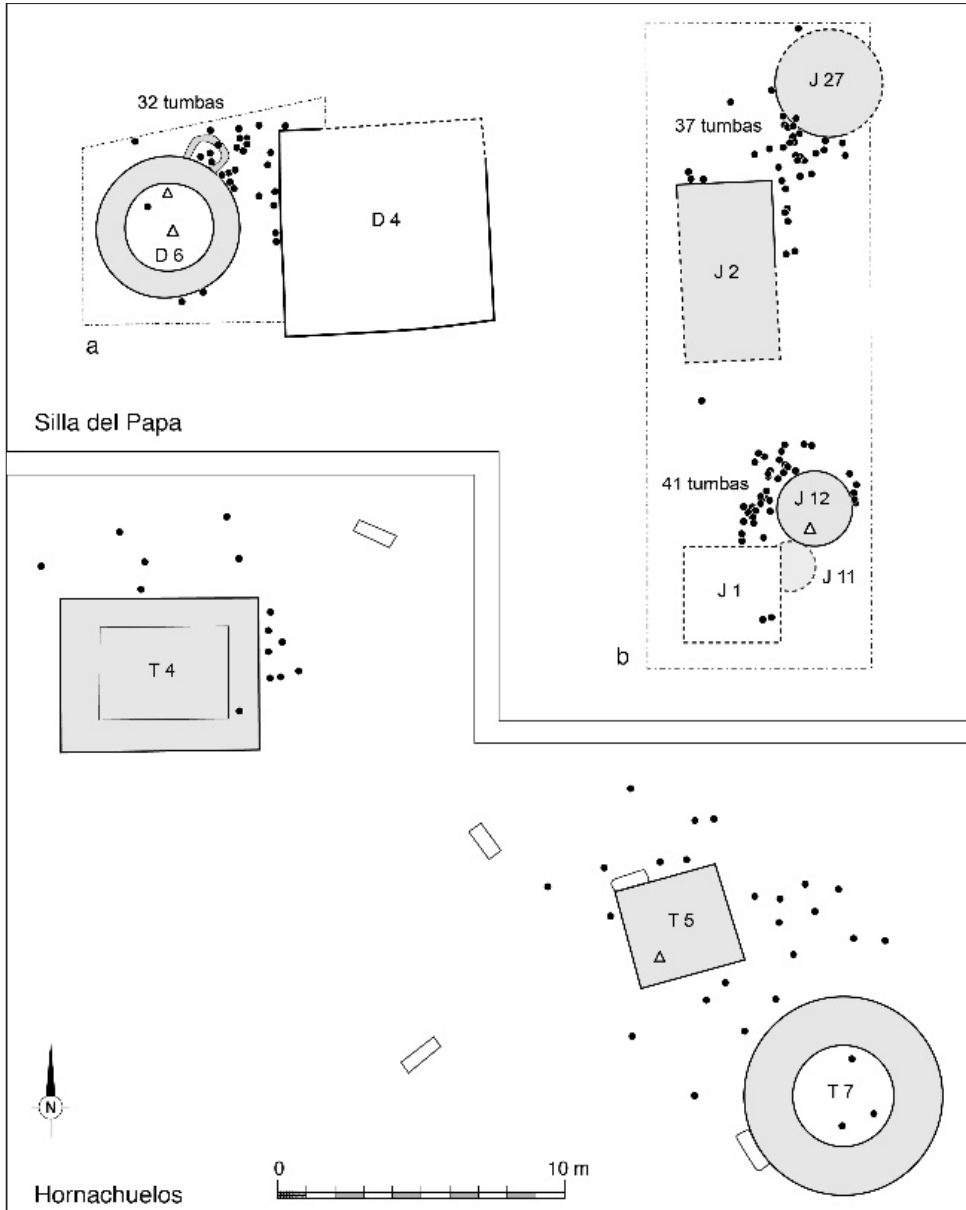 32 tumbas
D 4
D 6
a
Silla del Papa
J 27
37 tumbas
J 2
41 tumbas
J 12
J 11
J 1
b
T 4
T 5
T 7
N
0
10 m
Hornachuelos